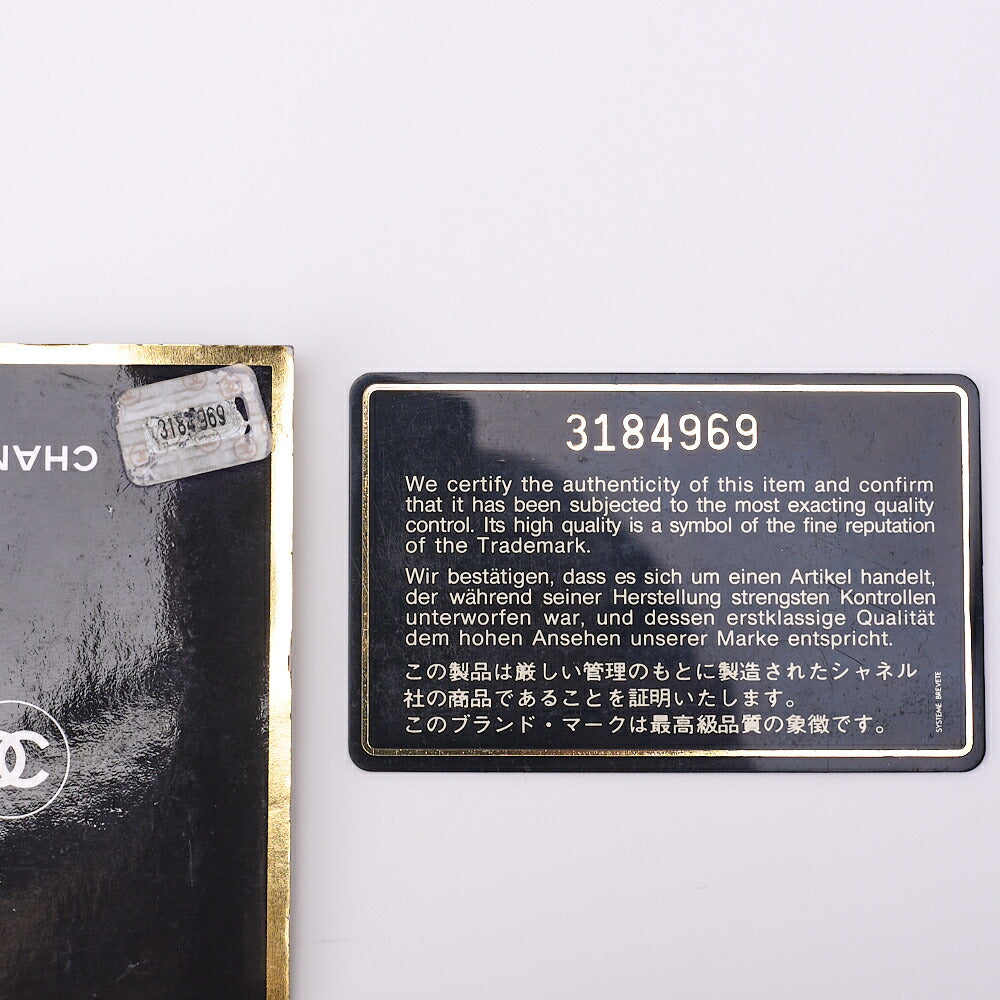 3184969
CHAN
3184969
We certify the authenticity of this item and confirm
that it has been subjected to the most exacting quality
control. Its high quality is a symbol of the fine reputation
of the Trademark.
Wir bestätigen, dass es sich um einen Artikel handelt,
der während seiner Herstellung strengsten Kontrollen
unterworfen war, und dessen erstklassige Qualität
dem hohen Ansehen unserer Marke entspricht.
この製品は厳しい管理のもとに製造されたシャネル
社の商品であることを証明いたします。
このブランド・マークは最高級品質の象徴です。
SYSTEME BREVETE